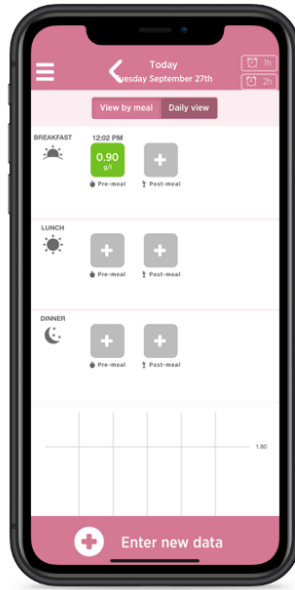 Today
Tuesday September 27th
1h
2h
View by meal Daily view
BREAKFAST
12:02 PM
0.90
g/l
Pre-meal Post-meal
LUNCH
Pre-meal Post-meal
DINNER
Pre-meal Post-meal
1.80
Enter new data